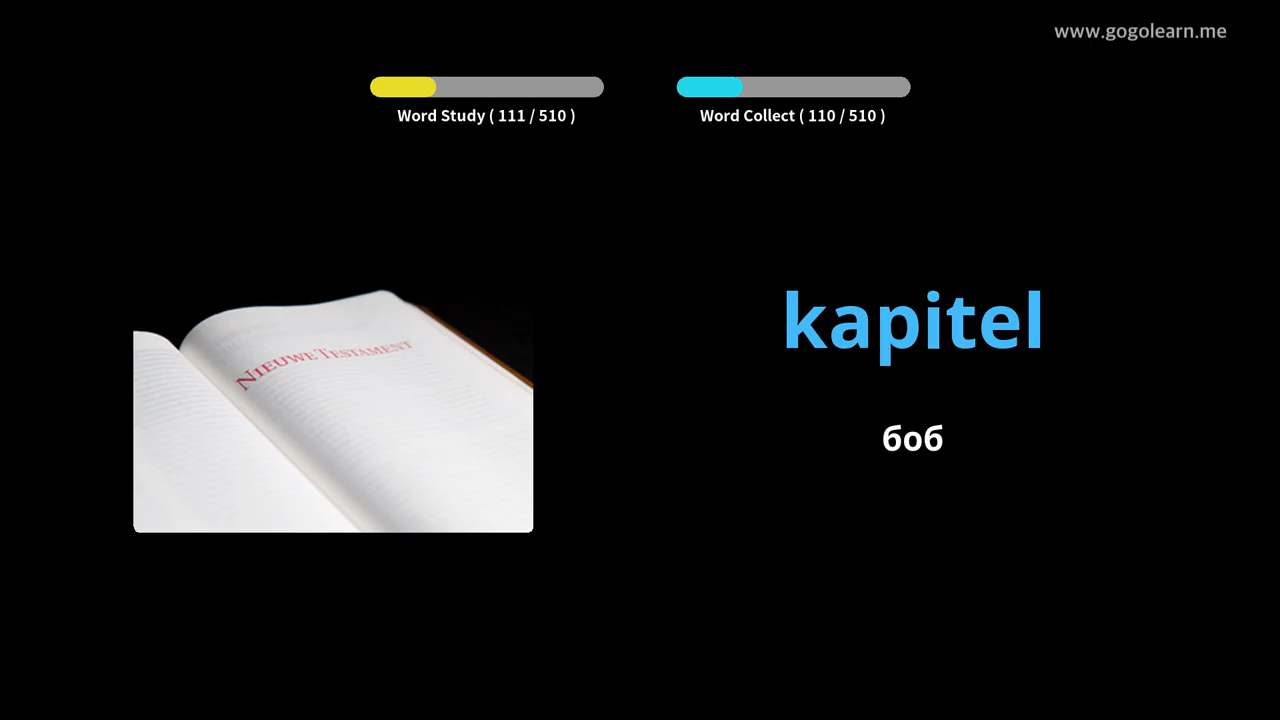 www.gogolearn.me
Word Study ( 111 / 510 )
Word Collect ( 110 / 510 )
NIEUWE TESTAMENT
kapitel
боб